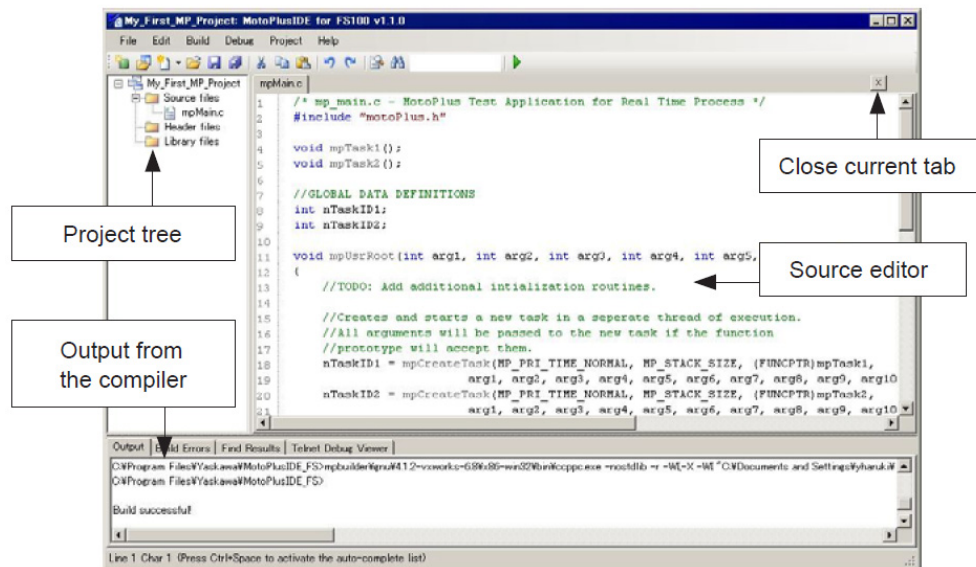 My_First_MP_Project: MotoPlusIDE for FS100 v1.1.0
File Edit Build Debug Project Help
My_First_MP_Project
Source files
mpMain.c
Header files
Library files
Project tree
Output from
the compiler
mpMain.c
X
Close current tab
Source editor
1 /* mp_main.c - MotoPlus Test Application for Real Time Process */
2 #include "motoPlus.h"
3
4 void mpTask1();
5 void mpTask2();
6
7 //GLOBAL DATA DEFINITIONS
8 int nTaskID1;
9 int nTaskID2;
10
11 void mpUsrRoot(int arg1, int arg2, int arg3, int arg4, int arg5,
12 {
13 //TODO: Add additional intialization routines.
14
15 //Creates and starts a new task in a seperate thread of execution.
16 //All arguments will be passed to the new task if the function
17 //prototype will accept them.
18 nTaskID1 = mpCreateTask(MP_PRI_TIME_NORMAL, MP_STACK_SIZE, (FUNCPTR)mpTask1,
19 arg1, arg2, arg3, arg4, arg5, arg6, arg7, arg8, arg9, arg10
20 nTaskID2 = mpCreateTask(MP_PRI_TIME_NORMAL, MP_STACK_SIZE, (FUNCPTR)mpTask2,
21 arg1, arg2, arg3, arg4, arg5, arg6, arg7, arg8, arg9, arg10
Output Build Errors Find Results Telnet Debug Viewer
C:¥Program Files¥Yaskawa¥MotoPlusIDE_FS>mpbuilder¥gnu¥4.1.2-vxworks-6.8¥x86-win32¥bin¥ccppc.exe -nostdlib -r -Wl,-X -Wl "C:¥Documents and Settings¥yharuki¥
C:¥Program Files¥Yaskawa¥MotoPlusIDE_FS>
Build successful!
Line 1 Char 1 (Press Ctrl+Space to activate the auto-complete list)